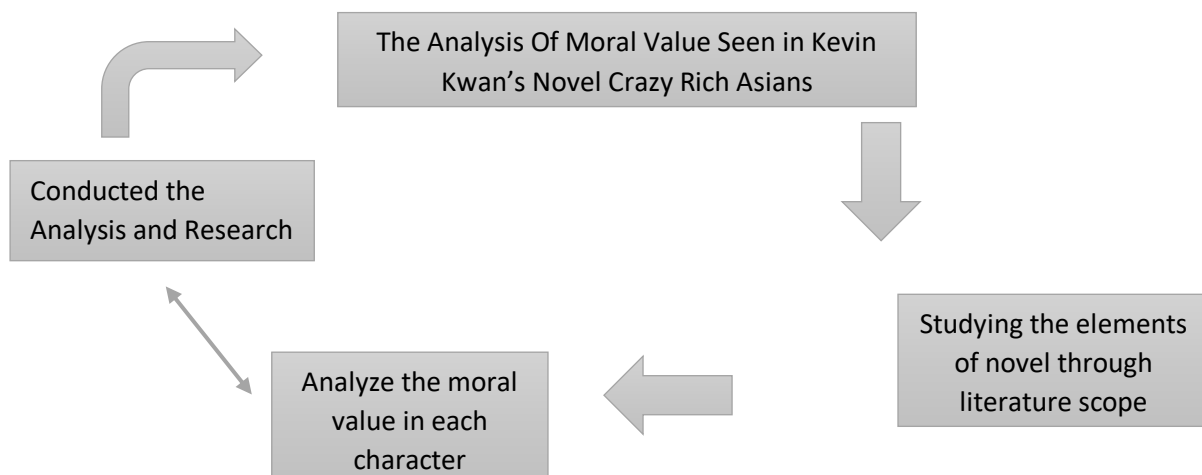 The Analysis Of Moral Value Seen in Kevin
Kwan’s Novel Crazy Rich Asians
Conducted the
Analysis and Research
Studying the elements
of novel through
literature scope
Analyze the moral
value in each
character